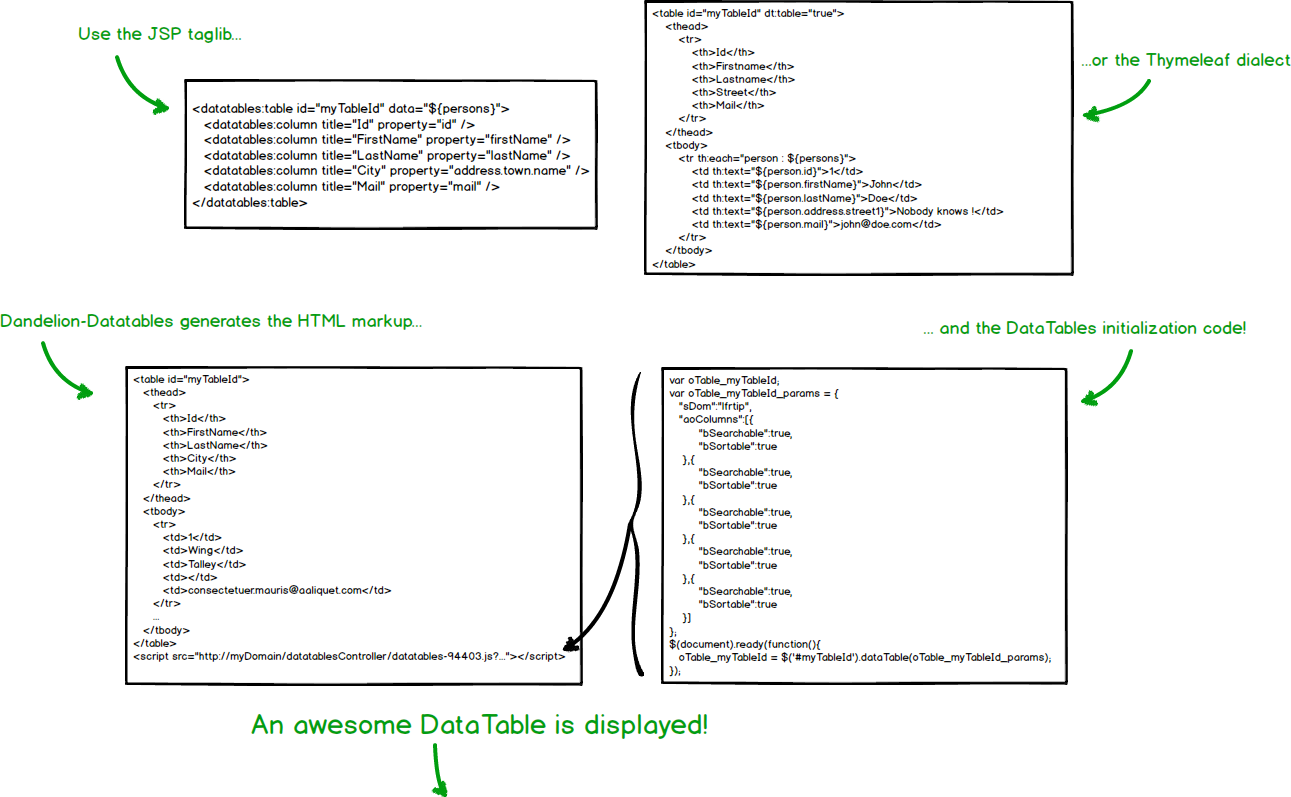 Use the JSP taglib...
<datatables:table id="myTableId" data="${persons}">
<datatables:column title="Id" property="id" />
<datatables:column title="FirstName" property="firstName" />
<datatables:column title="LastName" property="lastName" />
<datatables:column title="City" property="address.town.name" />
<datatables:column title="Mail" property="mail" />
</datatables:table>
...or the Thymeleaf dialect
<table id="myTableId" dt:table="true">
<thead>
<tr>
<th>Id</th>
<th>Firstname</th>
<th>Lastname</th>
<th>Street</th>
<th>Mail</th>
</tr>
</thead>
<tbody>
<tr th:each="person : ${persons}">
<td th:text="${person.id}">1</td>
<td th:text="${person.firstName}">John</td>
<td th:text="${person.lastName}">Doe</td>
<td th:text="${person.address.street1}">Nobody knows !</td>
<td th:text="${person.mail}">john@doe.com</td>
</tr>
</tbody>
</table>
Dandelion-Datatables generates the HTML markup...
<table id="myTableId">
<thead>
<tr>
<th>Id</th>
<th>FirstName</th>
<th>LastName</th>
<th>City</th>
<th>Mail</th>
</tr>
</thead>
<tbody>
<tr>
<td>1</td>
<td>Wing</td>
<td>Talley</td>
<td></td>
<td>consectetuer.mauris@aaliquet.com</td>
</tr>
...
</tbody>
</table>
<script src="http://myDomain/datatablesController/datatables-94403.js?..."></script>
... and the DataTables initialization code!
var oTable_myTableId;
var oTable_myTableId_params = {
"sDom":"lfrtip",
"aoColumns":[{
"bSearchable":true,
"bSortable":true
},{
"bSearchable":true,
"bSortable":true
},{
"bSearchable":true,
"bSortable":true
},{
"bSearchable":true,
"bSortable":true
},{
"bSearchable":true,
"bSortable":true
}]
};
$(document).ready(function(){
oTable_myTableId = $('#myTableId').dataTable(oTable_myTableId_params);
});
An awesome DataTable is displayed!